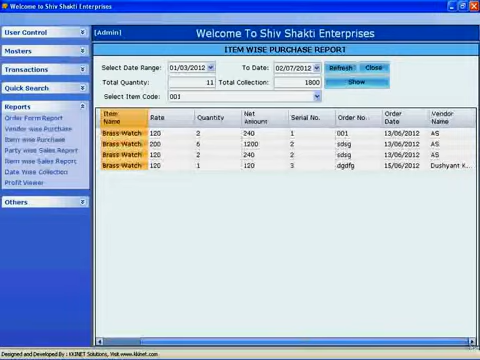 Welcome to Shiv Shakti Enterprises
User Control
Masters
Transactions
Quick Search
Reports
Order Form Report
Vender wise Purchase
Item wise Purchase
Party wise Sales Report
Item wise Sales Report
Date Wise Collection
Profit Viewer
Others
[Admin] Welcome To Shiv Shakti Enterprises
ITEM WISE PURCHASE REPORT
Select Date Range: 01/03/2012 To Date: 02/07/2012 Refresh Close
Total Quantity: 11 Total Collection: 1800 Show
Select Item Code: 001
Item Name Rate Quantity Net Amount Serial No. Order No. Order Date Vendor Name
Brass Watch 120 2 240 1 001 13/06/2012 AS
Brass Watch 200 6 1200 2 sdsg 13/06/2012 AS
Brass Watch 120 2 240 2 sdsg 13/06/2012 AS
Brass Watch 120 1 120 3 dgdfg 15/06/2012 Dushyant K...
Designed and Developed By : KKINET Solutions, Visit www.kkinet.com